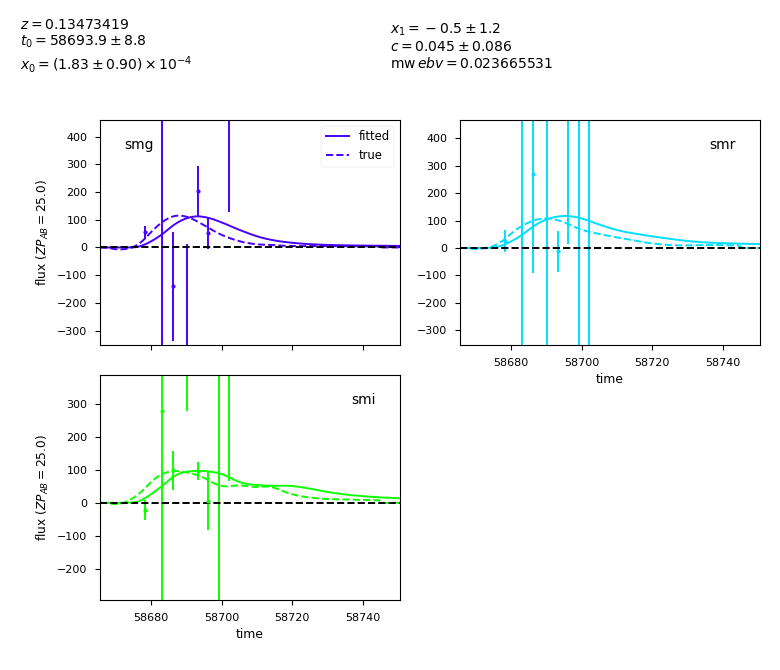 z = 0.13473419
t₀ = 58693.9 ± 8.8
x₀ = (1.83 ± 0.90) × 10⁻⁴
x₁ = −0.5 ± 1.2
c = 0.045 ± 0.086
mw ebv = 0.023665531
smg
fitted
true
400
300
200
100
0
−100
−200
−300
flux (ZP_AB = 25.0)
smr
400
300
200
100
0
−100
−200
−300
58680 58700 58720 58740
time
smi
300
200
100
0
−100
−200
flux (ZP_AB = 25.0)
58680 58700 58720 58740
time